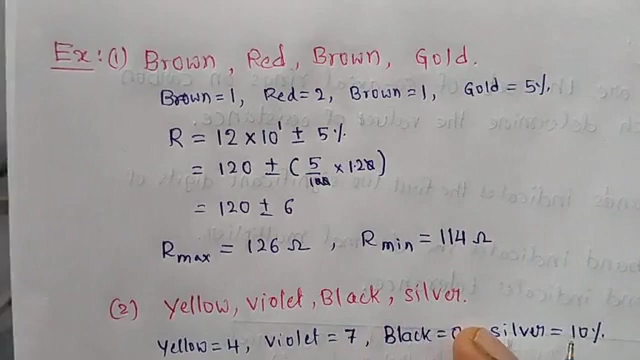 Ex: (1) Brown, Red, Brown, Gold.
Brown=1, Red=2, Brown=1, Gold=5%
R = 12 × 10¹ ± 5%
= 120 ± (5/100 × 120)
= 120 ± 6
Rmax = 126 Ω, Rmin = 114 Ω
(2) Yellow, Violet, Black, silver.
Yellow=4, Violet=7, Black=0, silver=10%